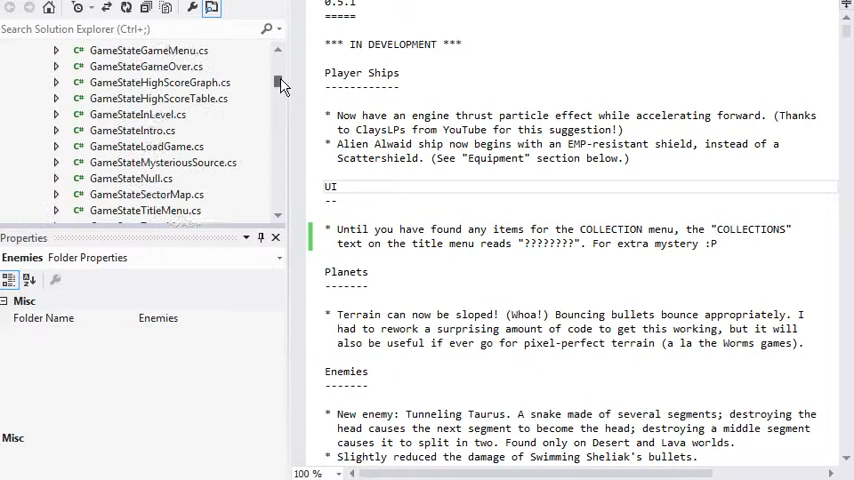 Search Solution Explorer (Ctrl+;)
GameStateGameMenu.cs
GameStateGameOver.cs
GameStateHighScoreGraph.cs
GameStateHighScoreTable.cs
GameStateInLevel.cs
GameStateIntro.cs
GameStateLoadGame.cs
GameStateMysteriousSource.cs
GameStateNull.cs
GameStateSectorMap.cs
GameStateTitleMenu.cs
Properties
Enemies Folder Properties
Misc
Folder Name Enemies
Misc
0.5.1
=====
*** IN DEVELOPMENT ***
Player Ships
------------
* Now have an engine thrust particle effect while accelerating forward. (Thanks
to ClaysLPs from YouTube for this suggestion!)
* Alien Alwaid ship now begins with an EMP-resistant shield, instead of a
Scattershield. (See "Equipment" section below.)
UI
--
* Until you have found any items for the COLLECTION menu, the "COLLECTIONS"
text on the title menu reads "????????". For extra mystery :P
Planets
-------
* Terrain can now be sloped! (Whoa!) Bouncing bullets bounce appropriately. I
had to rework a surprising amount of code to get this working, but it will
also be useful if ever go for pixel-perfect terrain (a la the Worms games).
Enemies
-------
* New enemy: Tunneling Taurus. A snake made of several segments; destroying the
head causes the next segment to become the head; destroying a middle segment
causes it to split in two. Found only on Desert and Lava worlds.
* Slightly reduced the damage of Swimming Sheliak's bullets.
100 %